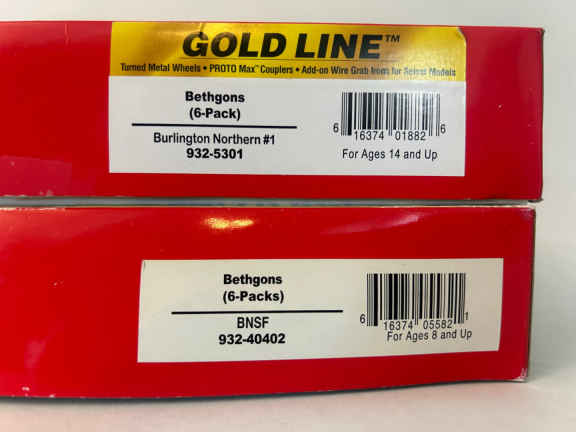 GOLD LINE™
Turned Metal Wheels • PROTO Max™ Couplers • Add-on Wire Grab Irons for Select Models
Bethgons
(6-Pack)
Burlington Northern #1
932-5301
6 16374 01882 6
For Ages 14 and Up
Bethgons
(6-Packs)
BNSF
932-40402
6 16374 05582 1
For Ages 8 and Up